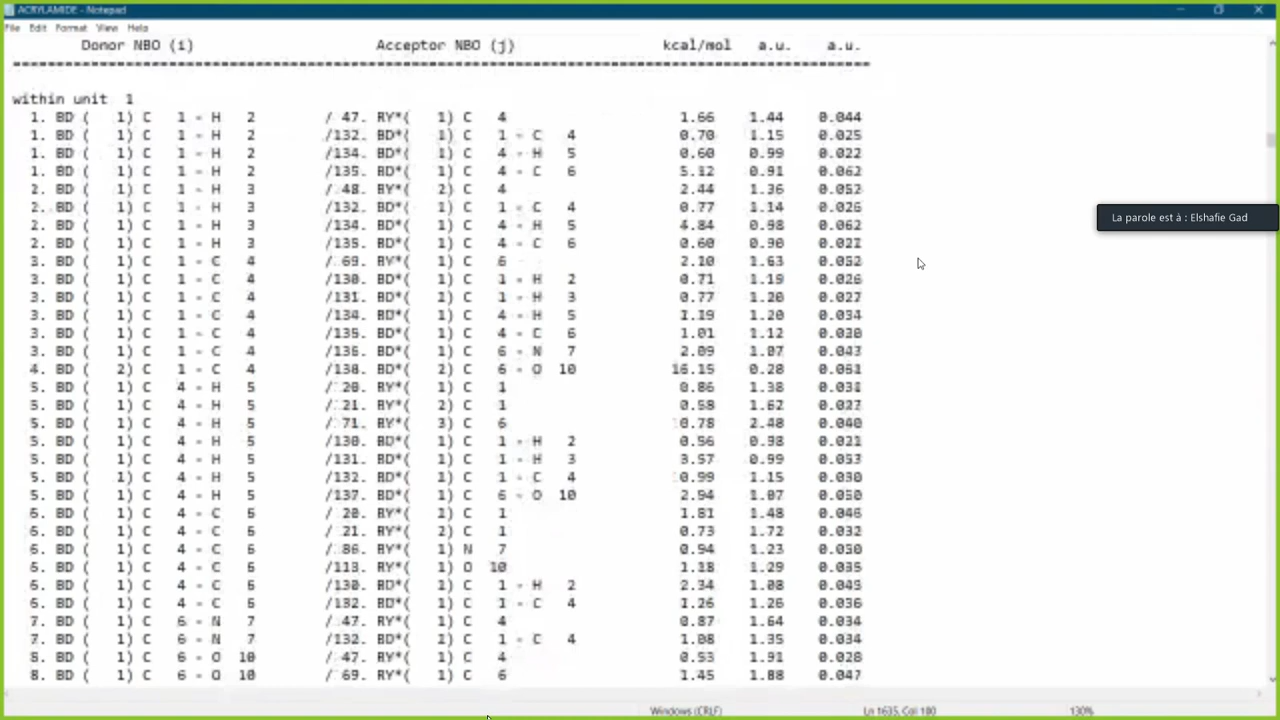 ACRYLAMIDE - Notepad
File Edit Format View Help
Donor NBO (i) Acceptor NBO (j) kcal/mol a.u. a.u.
within unit 1
1. BD ( 1) C 1 - H 2 / 47. RY*( 1) C 4 1.66 1.44 0.044
1. BD ( 1) C 1 - H 2 /132. BD*( 1) C 1 - C 4 0.70 1.15 0.025
1. BD ( 1) C 1 - H 2 /134. BD*( 1) C 4 - H 5 0.60 0.99 0.022
1. BD ( 1) C 1 - H 2 /135. BD*( 1) C 4 - C 6 5.12 0.91 0.062
2. BD ( 1) C 1 - H 3 / 48. RY*( 2) C 4 2.44 1.36 0.052
2. BD ( 1) C 1 - H 3 /132. BD*( 1) C 1 - C 4 0.77 1.14 0.026
2. BD ( 1) C 1 - H 3 /134. BD*( 1) C 4 - H 5 4.84 0.98 0.062
2. BD ( 1) C 1 - H 3 /135. BD*( 1) C 4 - C 6 0.60 0.90 0.021
3. BD ( 1) C 1 - C 4 / 69. RY*( 1) C 6 2.10 1.63 0.052
3. BD ( 1) C 1 - C 4 /130. BD*( 1) C 1 - H 2 0.71 1.19 0.026
3. BD ( 1) C 1 - C 4 /131. BD*( 1) C 1 - H 3 0.77 1.20 0.027
3. BD ( 1) C 1 - C 4 /134. BD*( 1) C 4 - H 5 1.19 1.20 0.034
3. BD ( 1) C 1 - C 4 /135. BD*( 1) C 4 - C 6 1.01 1.12 0.030
3. BD ( 1) C 1 - C 4 /136. BD*( 1) C 6 - N 7 2.09 1.07 0.043
4. BD ( 2) C 1 - C 4 /138. BD*( 2) C 6 - O 10 16.15 0.28 0.061
5. BD ( 1) C 4 - H 5 / 20. RY*( 1) C 1 0.86 1.38 0.031
5. BD ( 1) C 4 - H 5 / 21. RY*( 2) C 1 0.58 1.62 0.027
5. BD ( 1) C 4 - H 5 / 71. RY*( 3) C 6 0.78 2.48 0.040
5. BD ( 1) C 4 - H 5 /130. BD*( 1) C 1 - H 2 0.56 0.98 0.021
5. BD ( 1) C 4 - H 5 /131. BD*( 1) C 1 - H 3 3.57 0.99 0.053
5. BD ( 1) C 4 - H 5 /132. BD*( 1) C 1 - C 4 0.99 1.15 0.030
5. BD ( 1) C 4 - H 5 /137. BD*( 1) C 6 - O 10 2.94 1.07 0.050
6. BD ( 1) C 4 - C 6 / 20. RY*( 1) C 1 1.81 1.48 0.046
6. BD ( 1) C 4 - C 6 / 21. RY*( 2) C 1 0.73 1.72 0.032
6. BD ( 1) C 4 - C 6 / 86. RY*( 1) N 7 0.94 1.23 0.030
6. BD ( 1) C 4 - C 6 /113. RY*( 1) O 10 1.18 1.29 0.035
6. BD ( 1) C 4 - C 6 /130. BD*( 1) C 1 - H 2 2.34 1.08 0.045
6. BD ( 1) C 4 - C 6 /132. BD*( 1) C 1 - C 4 1.26 1.26 0.036
7. BD ( 1) C 6 - N 7 / 47. RY*( 1) C 4 0.87 1.64 0.034
7. BD ( 1) C 6 - N 7 /132. BD*( 1) C 1 - C 4 1.08 1.35 0.034
8. BD ( 1) C 6 - O 10 / 47. RY*( 1) C 4 0.53 1.91 0.028
8. BD ( 1) C 6 - O 10 / 69. RY*( 1) C 6 1.45 1.88 0.047
La parole est à : Elshafie Gad
Windows (CRLF) Ln 1635, Col 100 130%